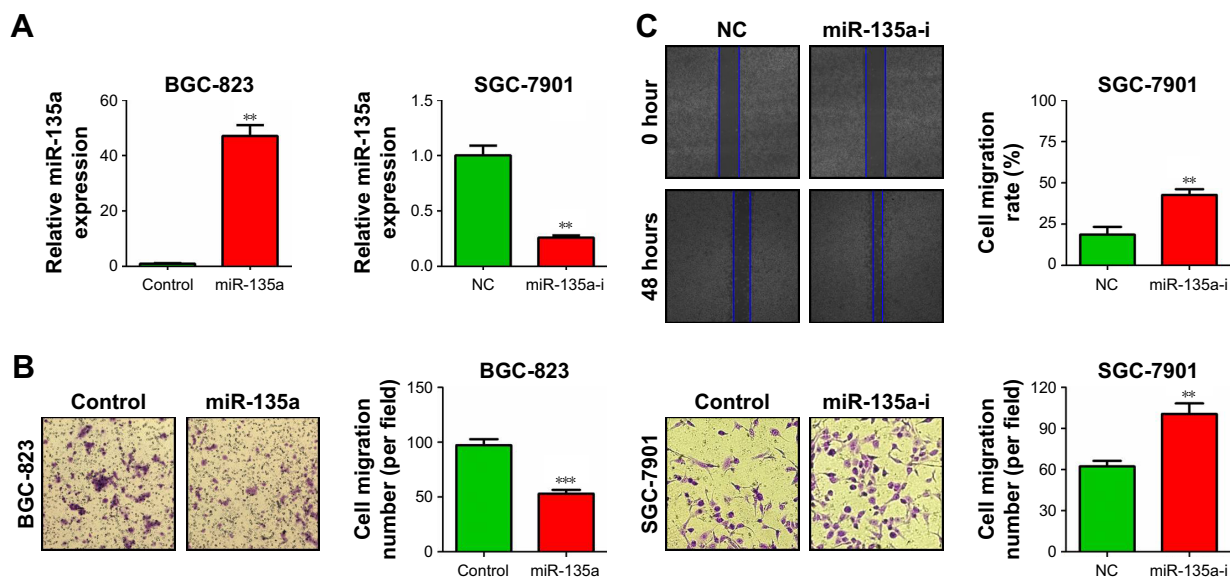 A
BGC-823
Relative miR-135a
expression
60
40
20
0
**
Control
miR-135a
SGC-7901
Relative miR-135a
expression
1.5
1.0
0.5
0.0
**
NC
miR-135a-i
C
NC
miR-135a-i
0 hour
48 hours
SGC-7901
Cell migration
rate (%)
100
75
50
25
0
**
NC
miR-135a-i
B
Control
miR-135a
BGC-823
BGC-823
Cell migration
number (per field)
150
100
50
0
***
Control
miR-135a
Control
miR-135a-i
SGC-7901
SGC-7901
Cell migration
number (per field)
120
90
60
30
0
**
NC
miR-135a-i